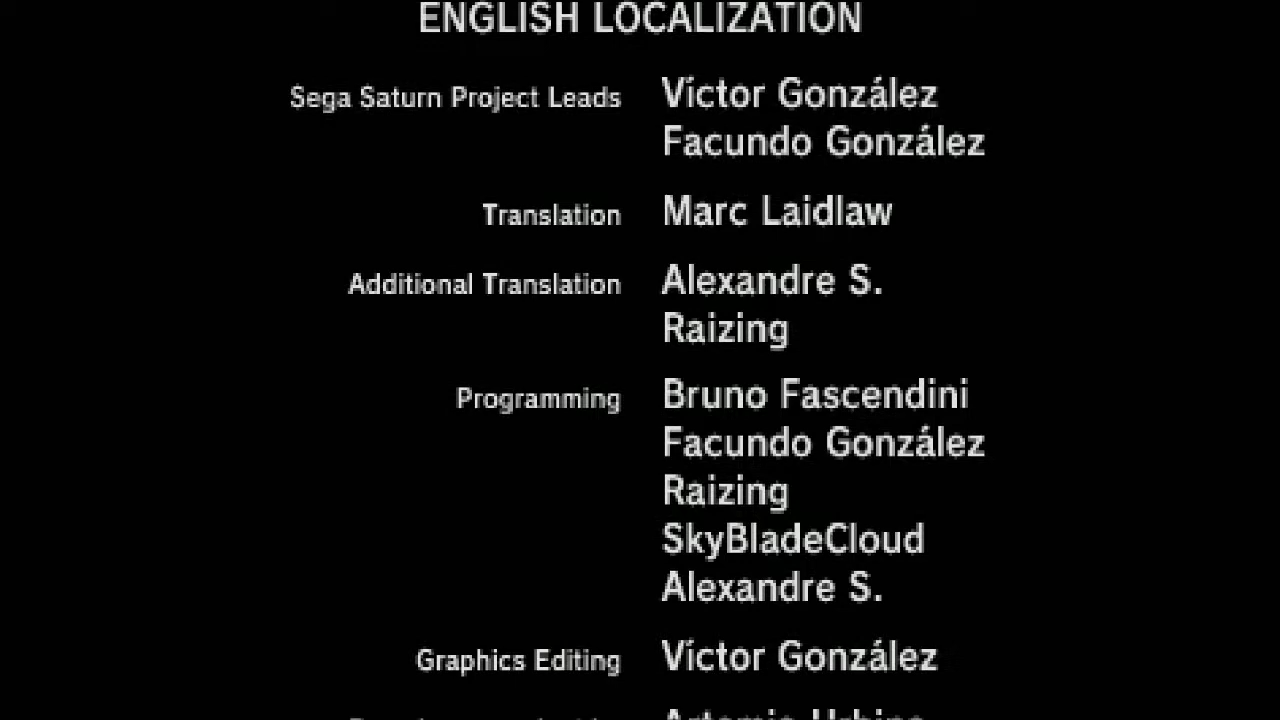 ENGLISH LOCALIZATION
Sega Saturn Project Leads Víctor González
Facundo González
Translation Marc Laidlaw
Additional Translation Alexandre S.
Raizing
Programming Bruno Fascendini
Facundo González
Raizing
SkyBladeCloud
Alexandre S.
Graphics Editing Víctor González